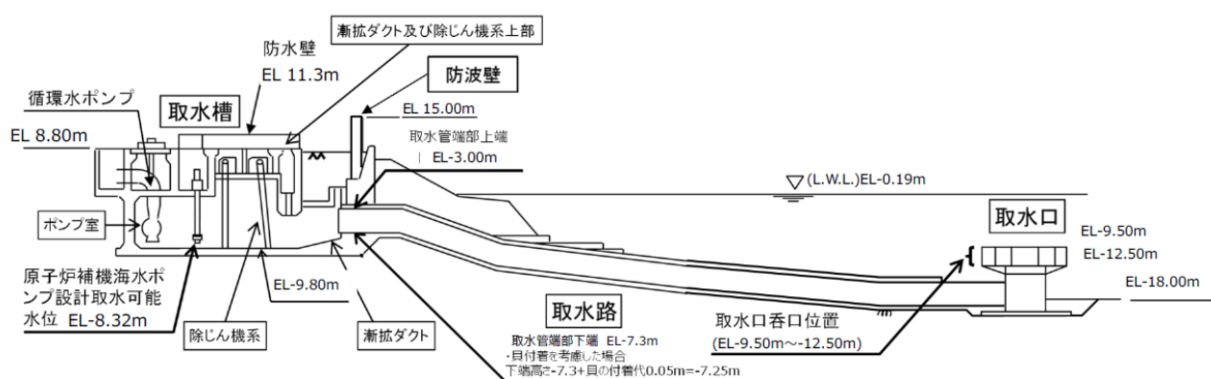 漸拡ダクト及び除じん機系上部
防水壁
EL 11.3m
防波壁
循環水ポンプ
取水槽
EL 15.00m
EL 8.80m
取水管端部上端
EL-3.00m
(L.W.L.)EL-0.19m
ポンプ室
取水口
EL-9.50m
EL-12.50m
原子炉補機海水ポ
ンプ設計取水可能
水位 EL-8.32m
EL-9.80m
EL-18.00m
除じん機系
漸拡ダクト
取水路
取水管端部下端 EL-7.3m
・貝付着を考慮した場合
下端高さ-7.3+貝の付着代0.05m=-7.25m
取水口呑口位置
(EL-9.50m～-12.50m)